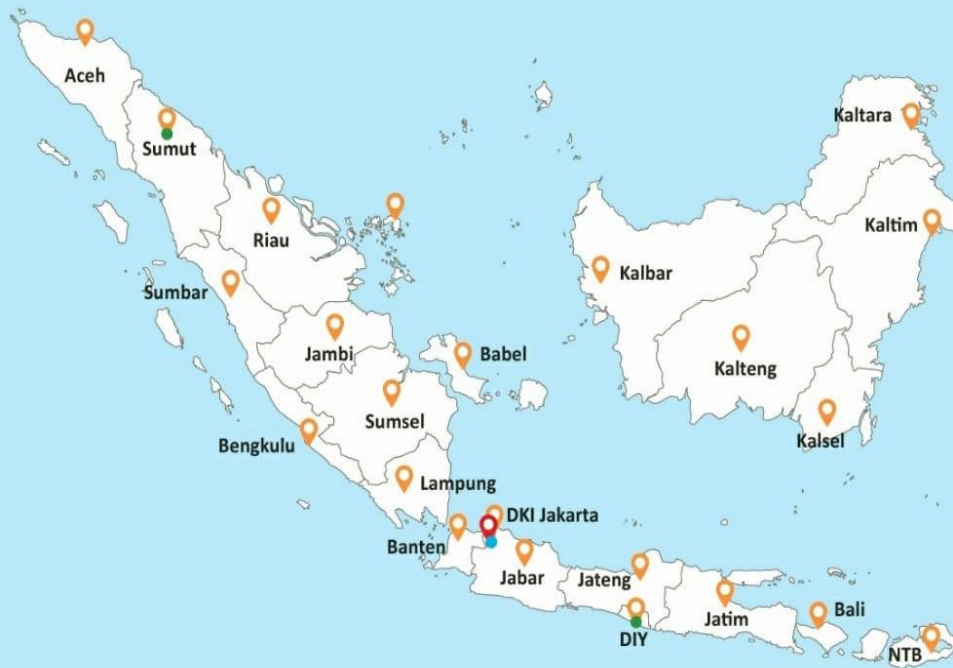 Aceh
Sumut
Kaltara
Riau
Kaltim
Kalbar
Sumbar
Jambi
Babel
Kalteng
Sumsel
Kalsel
Bengkulu
Lampung
DKI Jakarta
Banten
Jabar
Jateng
Bali
Jatim
DIY
NTB